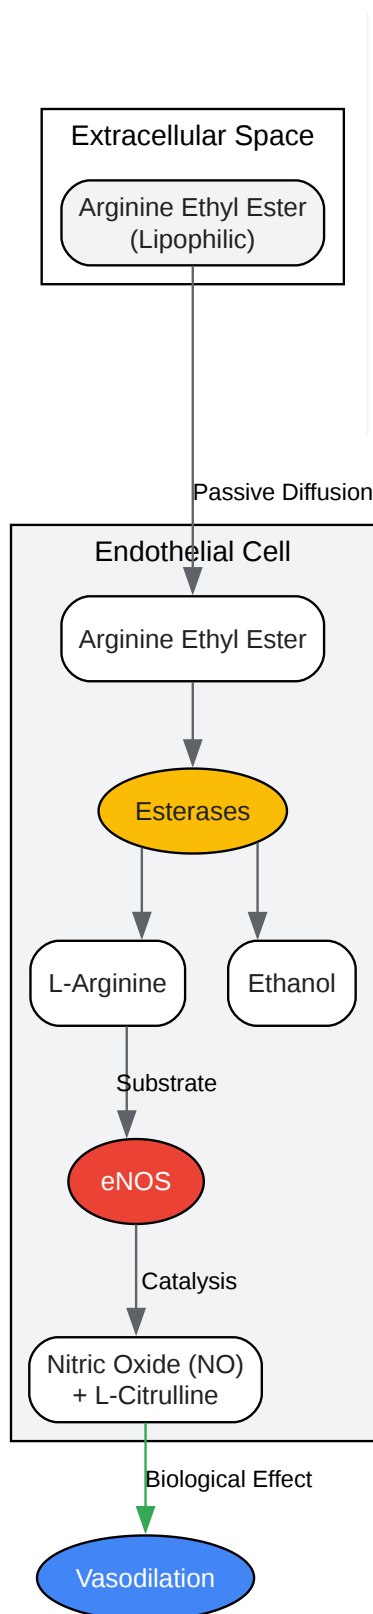 Extracellular Space
Arginine Ethyl Ester
(Lipophilic)
Passive Diffusion
Endothelial Cell
Arginine Ethyl Ester
Esterases
L-Arginine
Ethanol
Substrate
eNOS
Catalysis
Nitric Oxide (NO)
+ L-Citrulline
Biological Effect
Vasodilation